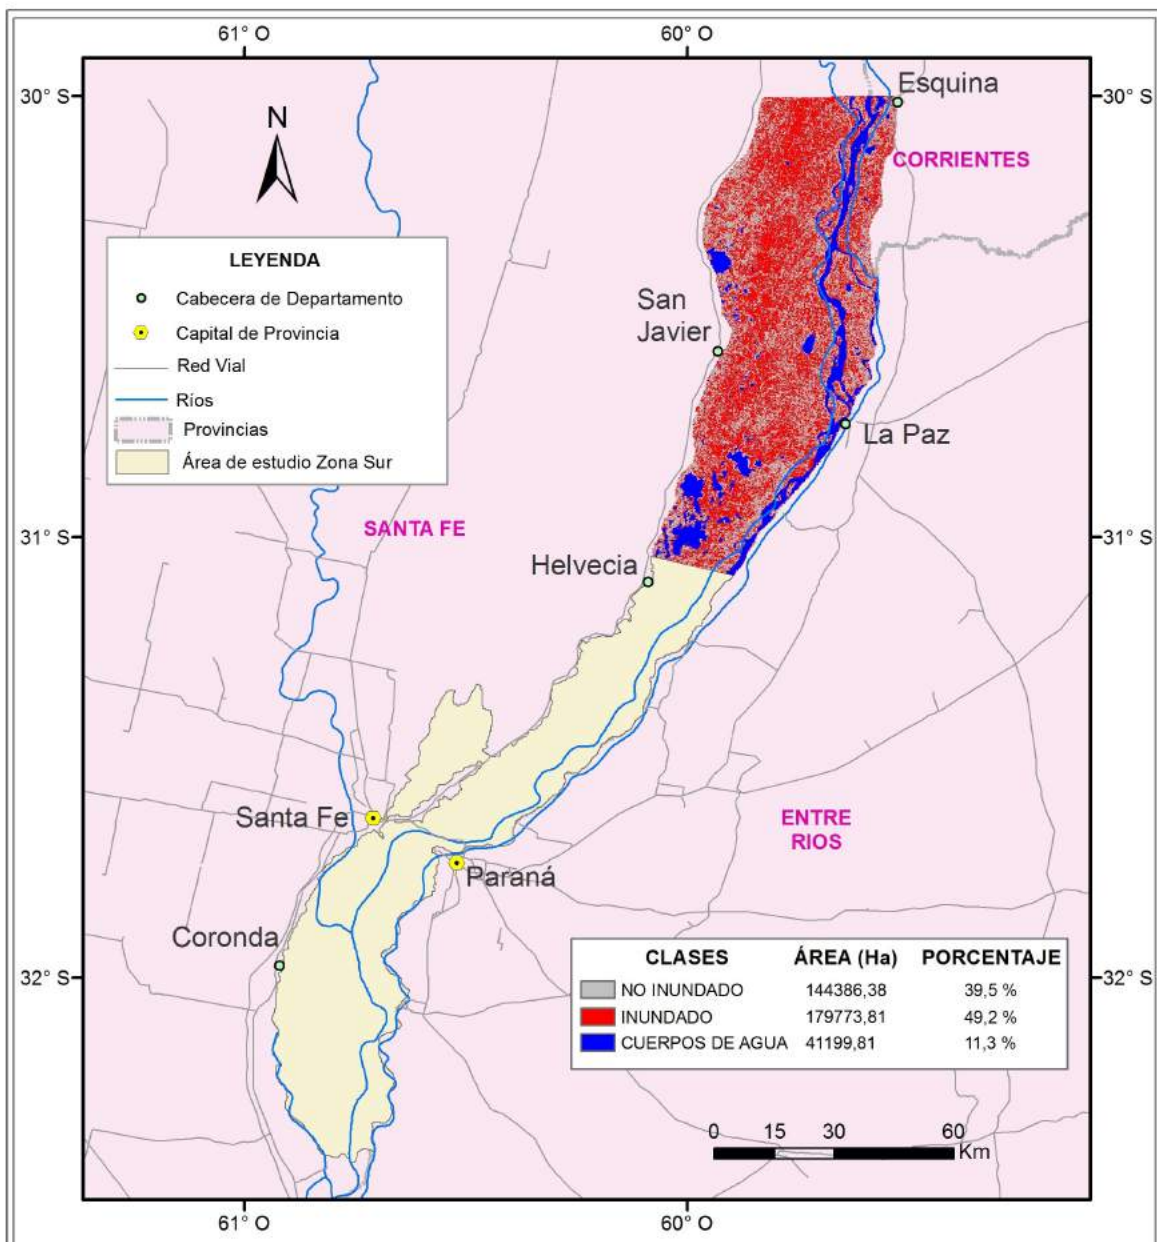 61° O 60° O
30° S 30° S
Esquina
N
CORRIENTES
LEYENDA
Cabecera de Departamento
Capital de Provincia
Red Vial
Ríos
Provincias
Área de estudio Zona Sur
San
Javier
La Paz
SANTA FE
31° S 31° S
Helvecia
Santa Fe
ENTRE
RIOS
Paraná
Coronda
32° S 32° S
CLASES ÁREA (Ha) PORCENTAJE
NO INUNDADO 144386,38 39,5 %
INUNDADO 179773,81 49,2 %
CUERPOS DE AGUA 41199,81 11,3 %
0 15 30 60
Km
61° O 60° O